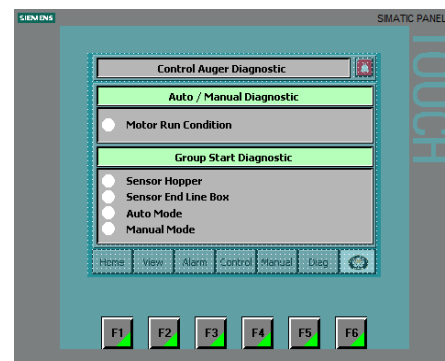 SIEMENS
SIMATIC PANEL
TOUCH
Control Auger Diagnostic
Auto / Manual Diagnostic
Motor Run Condition
Group Start Diagnostic
Sensor Hopper
Sensor End Line Box
Auto Mode
Manual Mode
Home View Alarm Control Manual Diag
F1 F2 F3 F4 F5 F6